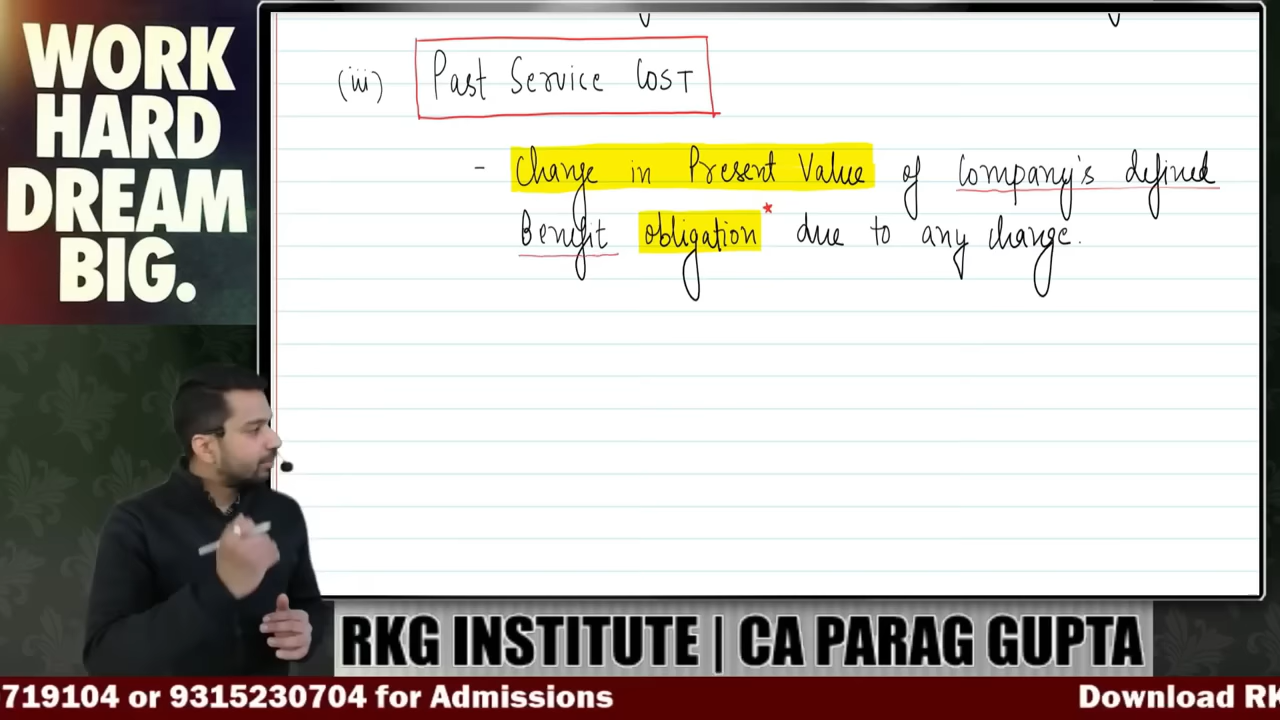 WORK
HARD
DREAM
BIG.
(iii) Past Service Cost
- Change in Present Value of Company's defined
Benefit obligation* due to any change.
RKG INSTITUTE | CA PARAG GUPTA
719104 or 9315230704 for Admissions
Download RK